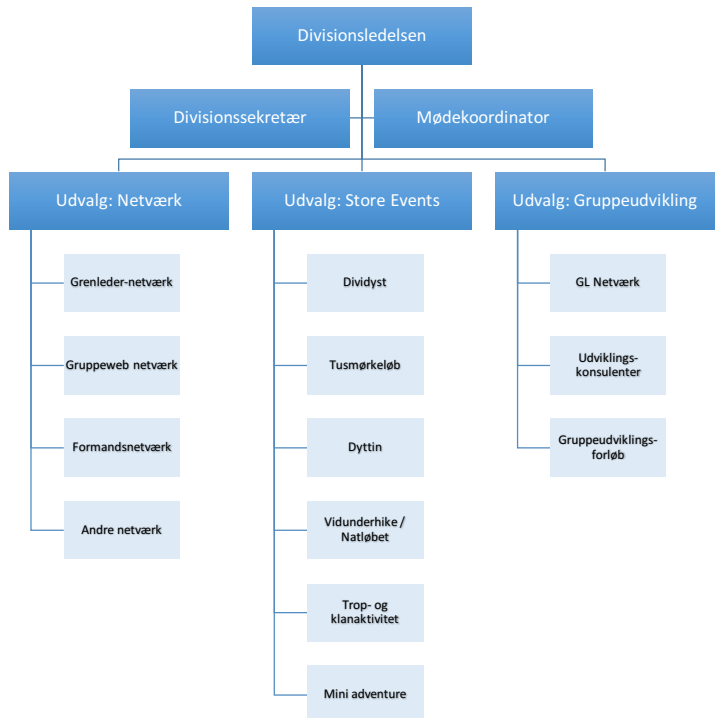 Divisionsledelsen
Divisionssekretær
Mødekoordinator
Udvalg: Netværk
Grenleder-netværk
Gruppeweb netværk
Formandsnetværk
Andre netværk
Udvalg: Store Events
Dividyst
Tusmørkeløb
Dyttin
Vidunderhike /
Natløbet
Trop- og
klanaktivitet
Mini adventure
Udvalg: Gruppeudvikling
GL Netværk
Udviklings-
konsulenter
Gruppeudviklings-
forløb